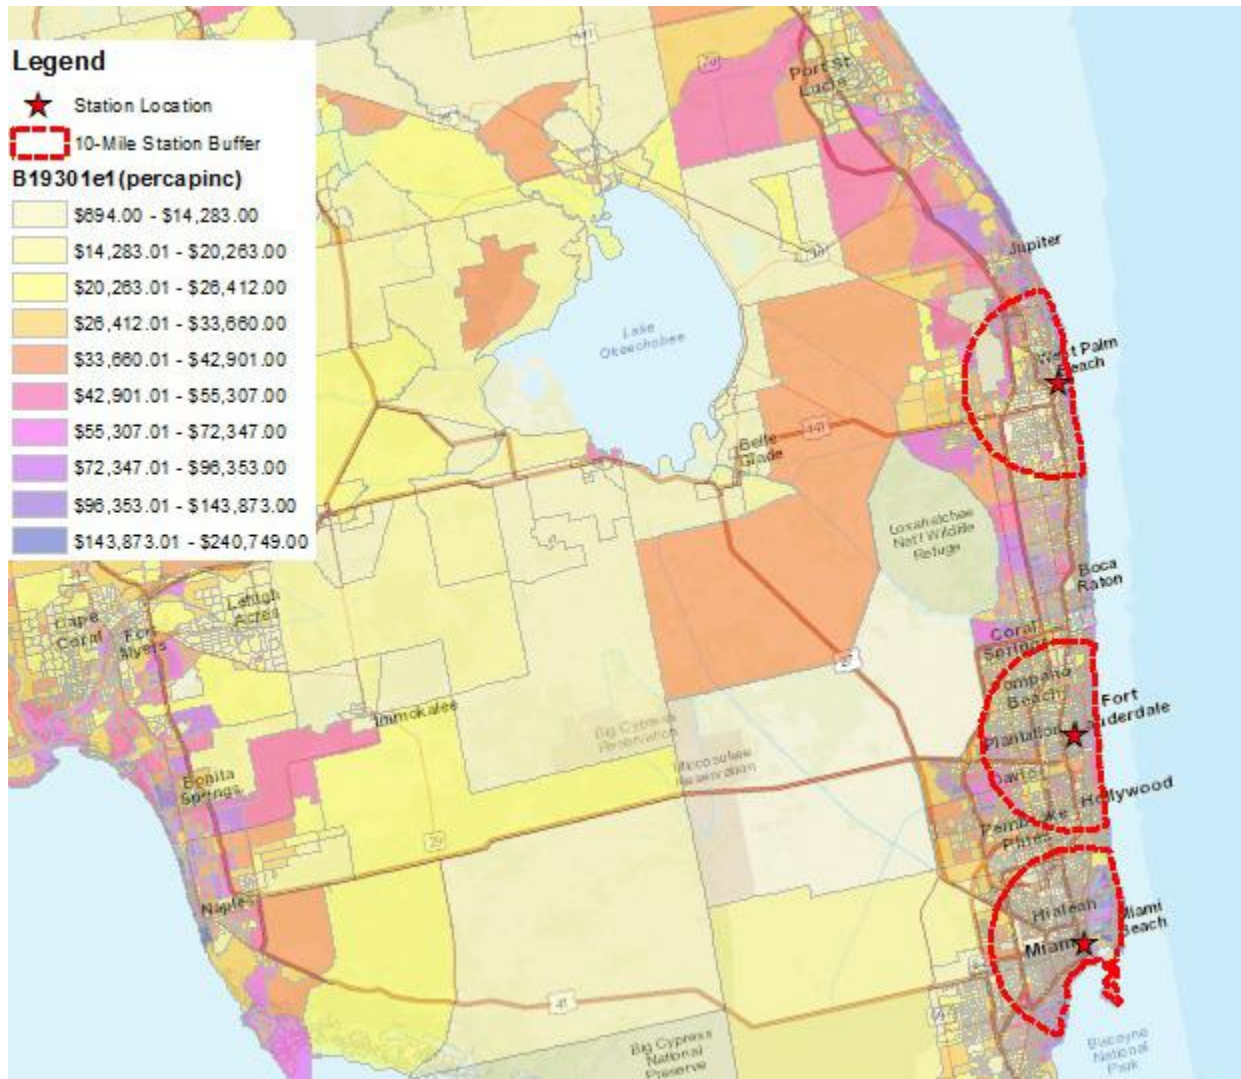 Legend
Station Location
10-Mile Station Buffer
B19301e1(percapinc)
$694.00 - $14,283.00
$14,283.01 - $20,263.00
$20,263.01 - $26,412.00
$26,412.01 - $33,660.00
$33,660.01 - $42,901.00
$42,901.01 - $55,307.00
$55,307.01 - $72,347.00
$72,347.01 - $96,353.00
$96,353.01 - $143,873.00
$143,873.01 - $240,749.00
Port St
Lucie
Jupiter
Lake
Okeechobee
West Palm
Beach
Belle
Glade
Loxahatchee
Nat'l Wildlife
Refuge
Boca
Raton
Cape
Coral
Fort
Myers
Lehigh
Acres
Coral
Springs
27
Pompano
Beach
Fort
Lauderdale
Immokalee
Big Cypress
Reservation
Plantation
Miccosukee
Reservation
Bonita
Springs
Davie
Hollywood
Pembroke
Pines
29
Naples
Hialeah
Miami
Beach
Miami
41
Big Cypress
National
Preserve
Biscayne
National
Park